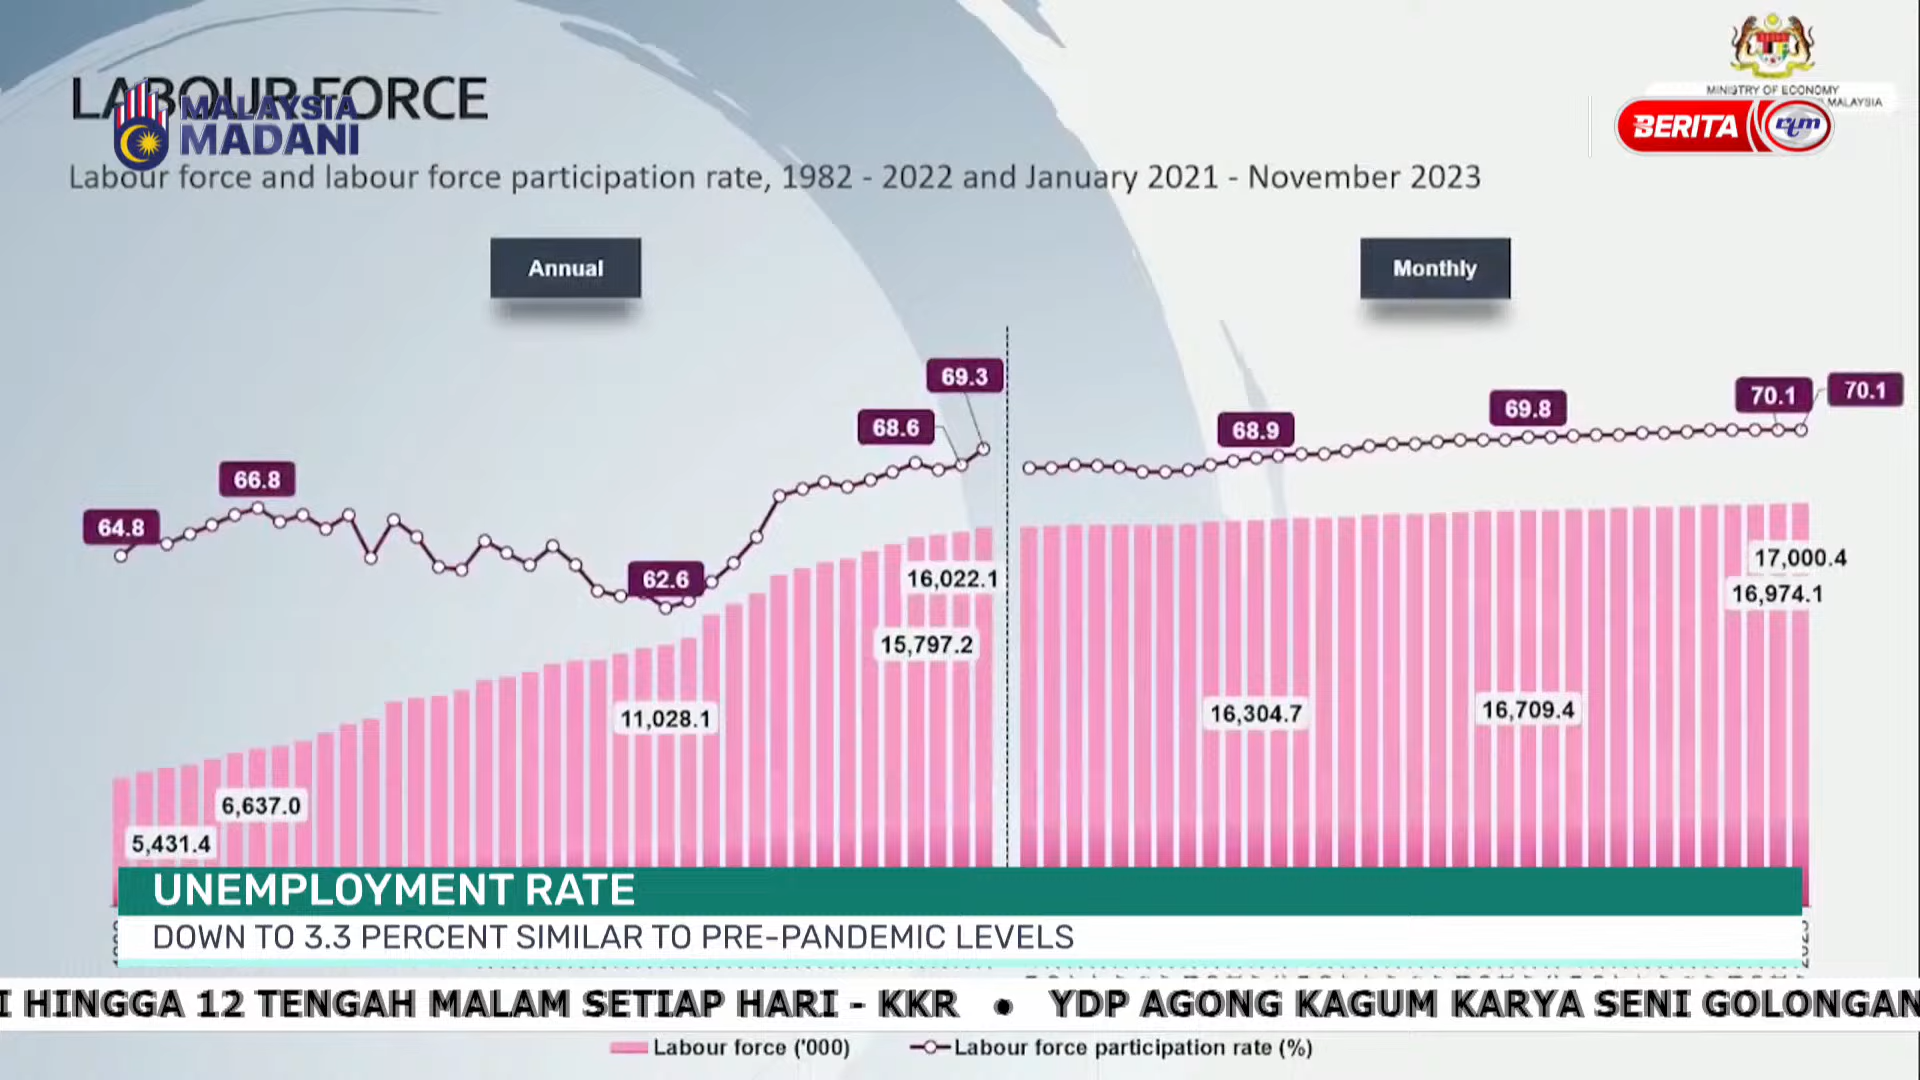 LABOUR FORCE
MALAYSIA
MADANI
MINISTRY OF ECONOMY
MALAYSIA
BERITA rtm
Labour force and labour force participation rate, 1982 - 2022 and January 2021 - November 2023
Annual
Monthly
69.3
68.6
66.8
64.8
62.6
68.9
69.8
70.1
70.1
16,022.1
15,797.2
11,028.1
6,637.0
5,431.4
17,000.4
16,974.1
16,304.7
16,709.4
UNEMPLOYMENT RATE
DOWN TO 3.3 PERCENT SIMILAR TO PRE-PANDEMIC LEVELS
I HINGGA 12 TENGAH MALAM SETIAP HARI - KKR • YDP AGONG KAGUM KARYA SENI GOLONGAN
Labour force ('000) Labour force participation rate (%)